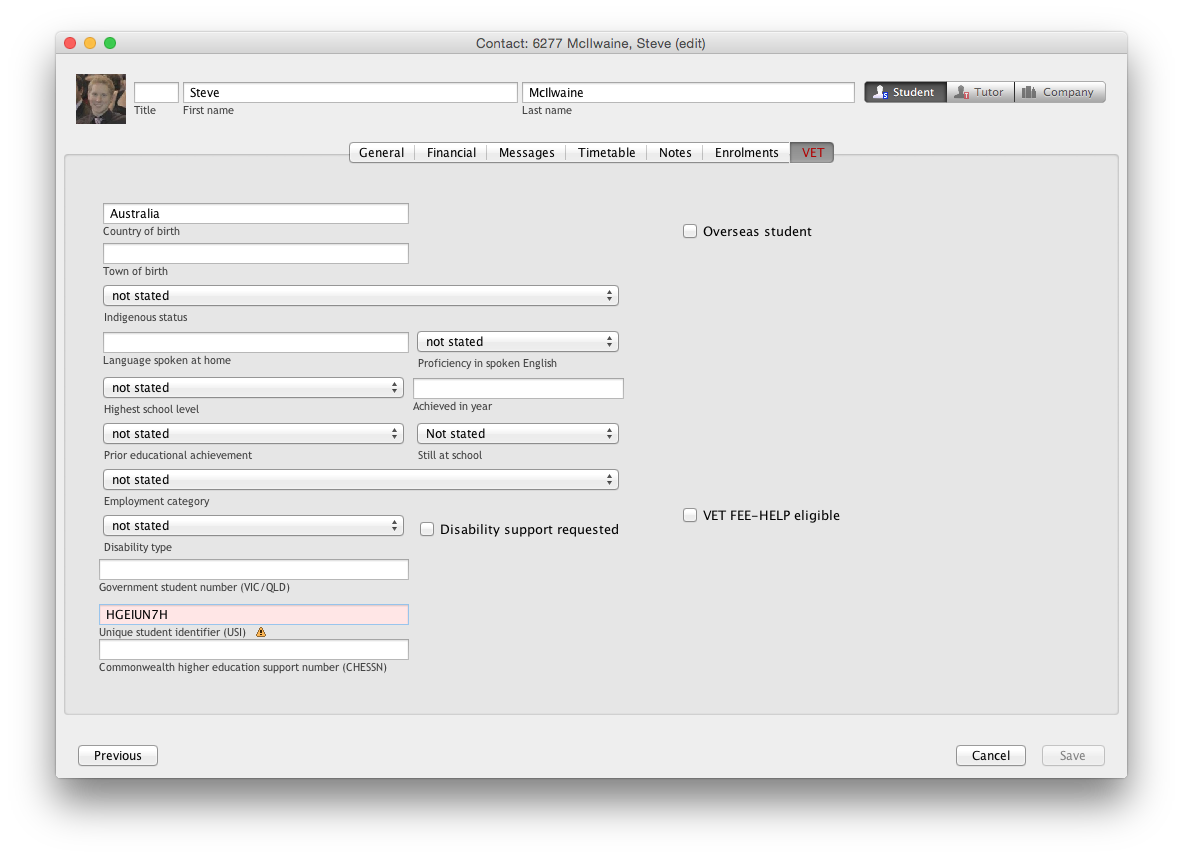 Contact: 6277 McIlwaine, Steve (edit)
Steve McIlwaine
Title First name Last name
Student Tutor Company
General Financial Messages Timetable Notes Enrolments VET
Australia
Country of birth
Overseas student
Town of birth
not stated
Indigenous status
not stated
Language spoken at home Proficiency in spoken English
not stated
Highest school level Achieved in year
not stated Not stated
Prior educational achievement Still at school
not stated
Employment category
not stated Disability support requested
VET FEE-HELP eligible
Disability type
Government student number (VIC/QLD)
HGEIUN7H
Unique student identifier (USI)
Commonwealth higher education support number (CHESSN)
Previous Cancel Save